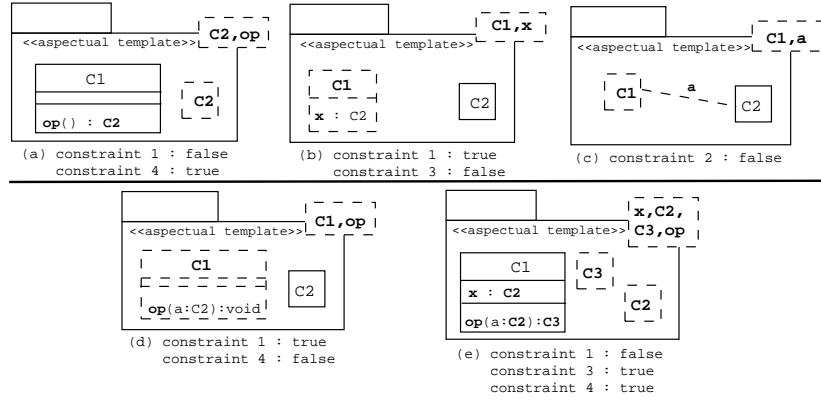 <<aspectual template>>
C2,op
C1
op() : C2
C2
(a) constraint 1 : false
constraint 4 : true
<<aspectual template>>
C1,x
C1
x : C2
C2
(b) constraint 1 : true
constraint 3 : false
<<aspectual template>>
C1,a
C1
a
C2
(c) constraint 2 : false
<<aspectual template>>
C1,op
C1
op(a:C2):void
C2
(d) constraint 1 : true
constraint 4 : false
<<aspectual template>>
x,C2,
C3,op
C1
x : C2
op(a:C2):C3
C3
C2
(e) constraint 1 : false
constraint 3 : true
constraint 4 : true